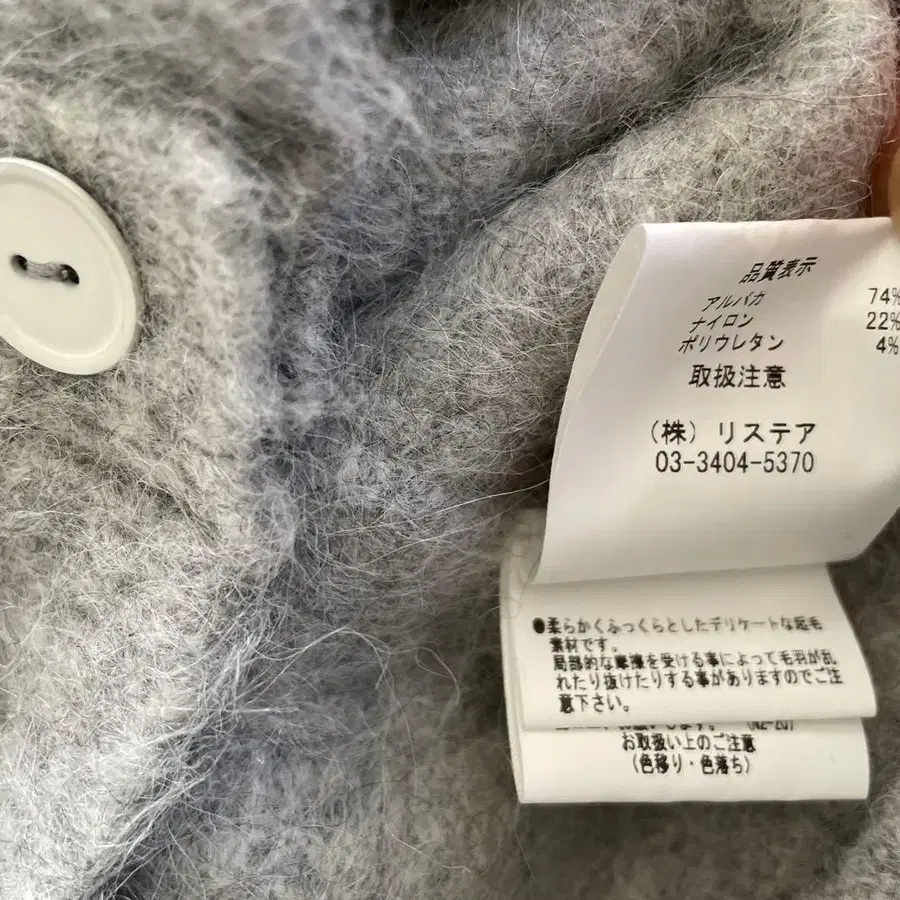 品質表示
アルパカ 74%
ナイロン 22%
ポリウレタン 4%
取扱注意
（株）リステア
03-3404-5370
●柔らかくふっくらとしたデリケートな起毛
素材です。
局部的な摩擦を受ける事によって毛羽が乱
れたり抜けたりする事がありますのでご注
意下さい。
します。 (NZ-20)
お取扱い上のご注意
（色移り・色落ち）